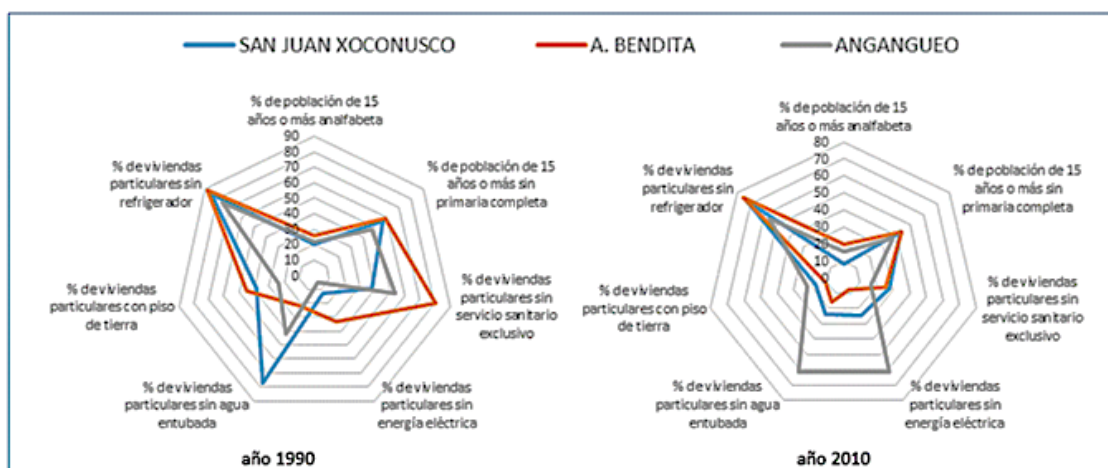 SAN JUAN XOCONUSCO
A. BENDITA
ANGANGUEO
% de población de 15
años o más analfabeta
90
80
70
60
50
40
30
20
10
0
% de población de 15
años o más sin
primaria completa
% de viviendas
particulares sin
servicio sanitario
exclusivo
% de viviendas
particulares sin
energía eléctrica
% de viviendas
particulares sin agua
entubada
% de viviendas
particulares con piso
de tierra
% de viviendas
particulares sin
refrigerador
año 1990
% de población de 15
años o más analfabeta
80
70
60
50
40
30
20
10
0
% de población de 15
años o más sin
primaria completa
% de viviendas
particulares sin
servicio sanitario
exclusivo
% de viviendas
particulares sin
energía eléctrica
% de viviendas
particulares sin agua
entubada
% de viviendas
particulares con piso
de tierra
% de viviendas
particulares sin
refrigerador
año 2010